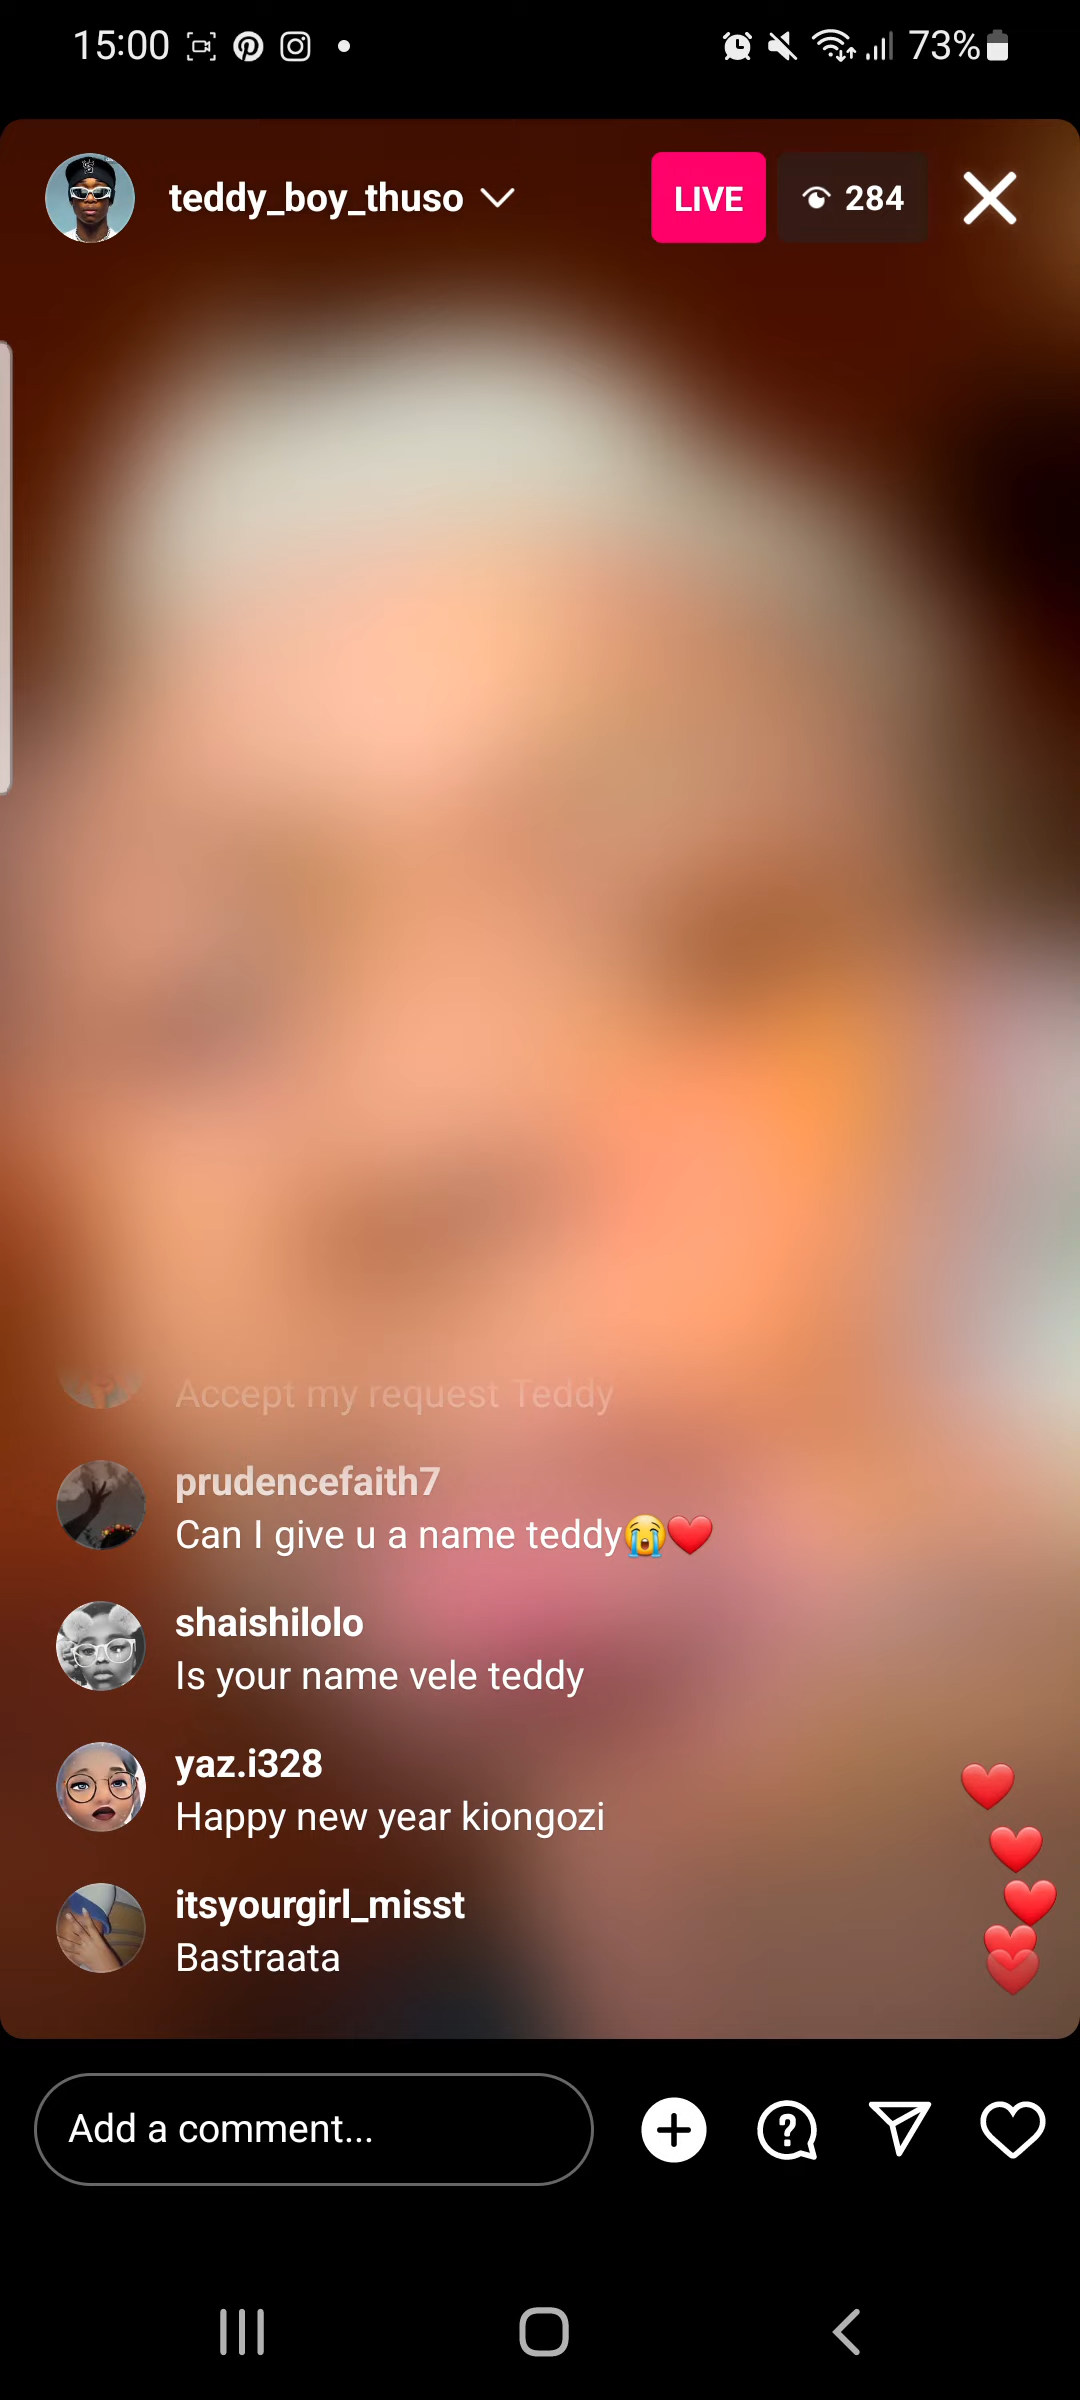 15:00
73%
teddy_boy_thuso
LIVE
284
Accept my request Teddy
prudencefaith7
Can I give u a name teddy😭❤️
shaishilolo
Is your name vele teddy
yaz.i328
Happy new year kiongozi
itsyourgirl_misst
Bastraata
Add a comment...